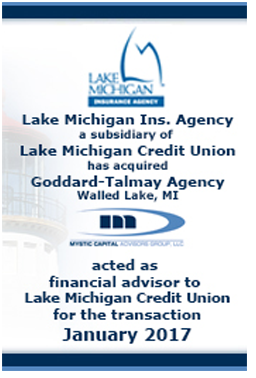 LAKE
MICHIGAN
INSURANCE AGENCY
Lake Michigan Ins. Agency
a subsidiary of
Lake Michigan Credit Union
has acquired
Goddard-Talmay Agency
Walled Lake, MI
m
MYSTIC CAPITAL ADVISORS GROUP, LLC
acted as
financial advisor to
Lake Michigan Credit Union
for the transaction
January 2017